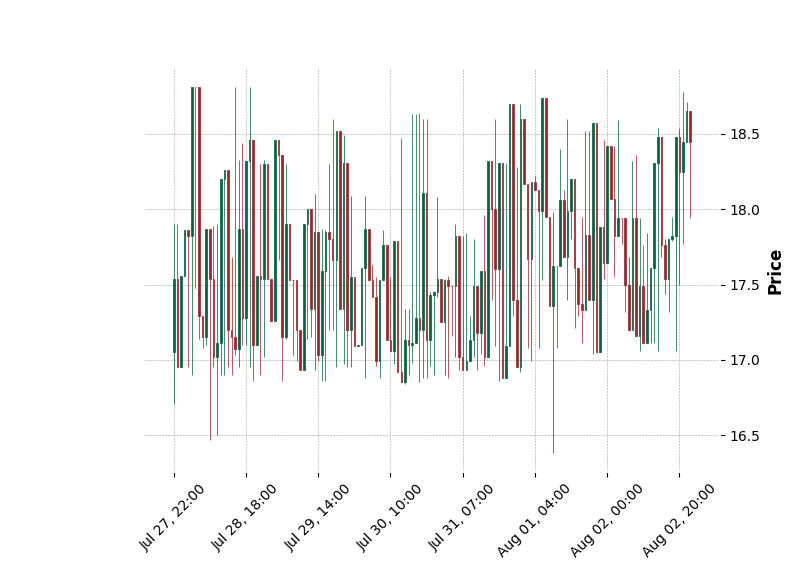 18.5
18.0
17.5
17.0
16.5
Price
Jul 27, 22:00
Jul 28, 18:00
Jul 29, 14:00
Jul 30, 10:00
Jul 31, 07:00
Aug 01, 04:00
Aug 02, 00:00
Aug 02, 20:00